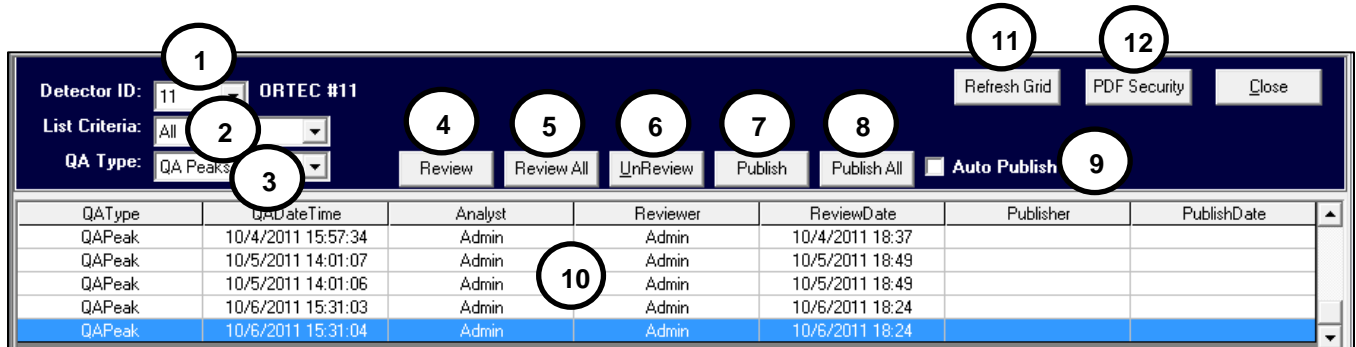 11 12
1
Detector ID: 11 ORTEC #11 Refresh Grid PDF Security Close
List Criteria: All 2 4 5 6 7 8
QA Type: QA Peaks 3 Review Review All UnReview Publish Publish All Auto Publish 9
QAType QADateTime Analyst Reviewer ReviewDate Publisher PublishDate
QAPeak 10/4/2011 15:57:34 Admin Admin 10/4/2011 18:37
QAPeak 10/5/2011 14:01:07 Admin Admin 10/5/2011 18:49
QAPeak 10/5/2011 14:01:06 Admin 10 Admin 10/5/2011 18:49
QAPeak 10/6/2011 15:31:03 Admin Admin 10/6/2011 18:24
QAPeak 10/6/2011 15:31:04 Admin Admin 10/6/2011 18:24